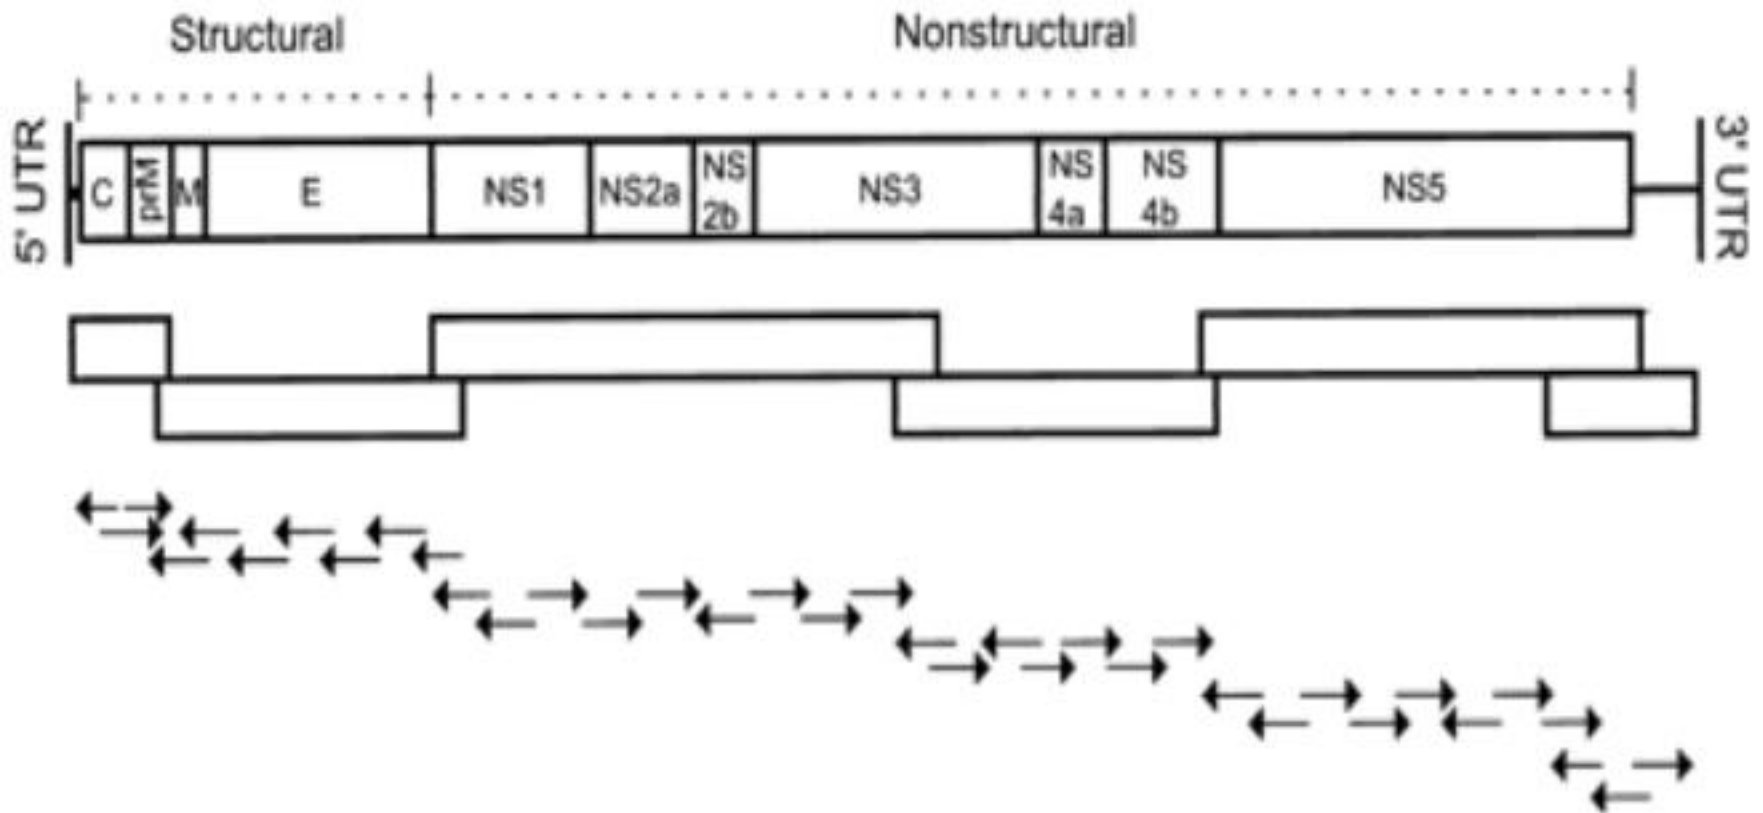 Structural
Nonstructural
5' UTR
C
prM
M
E
NS1
NS2a
NS
2b
NS3
NS
4a
NS
4b
NS5
3' UTR